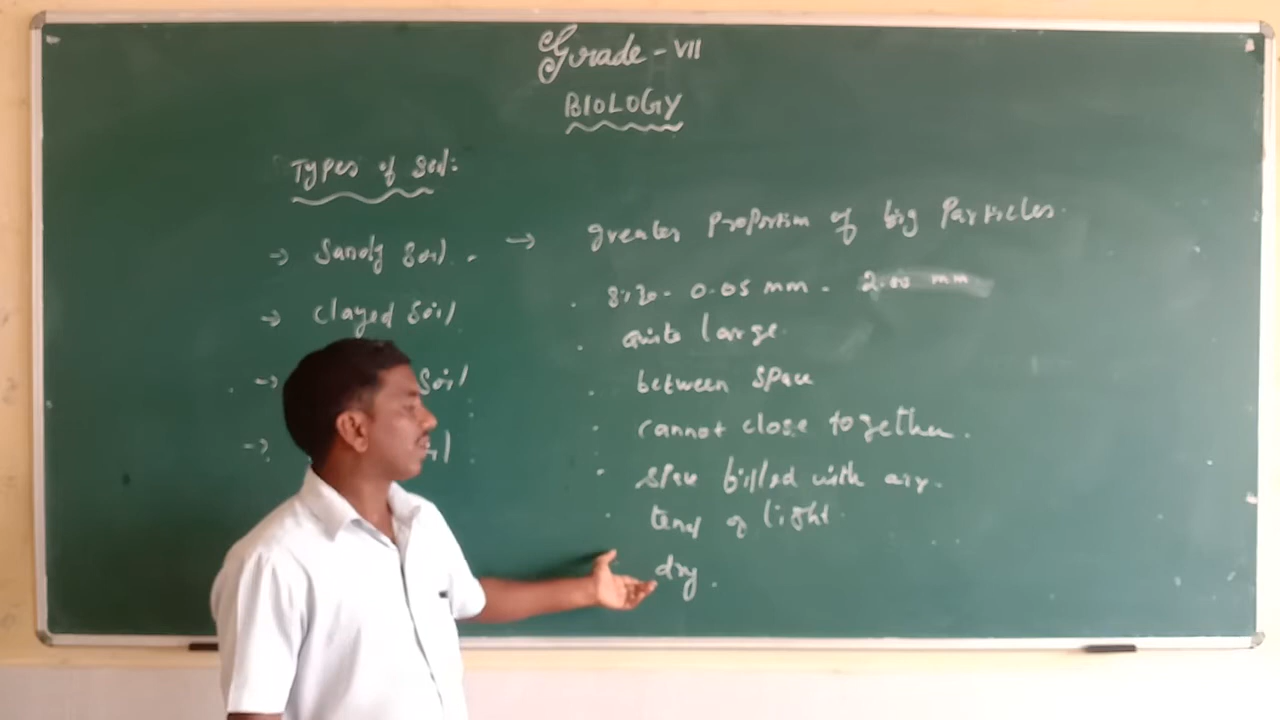 Grade - VII
BIOLOGY
Types of Soil:
→ Sandy Soil. → greater Proportion of big Particles.
→ Clayed Soil
→ Soil
→
. Size - 0.05 mm - 2.00 mm
. quite large.
. between space
. cannot close together.
. space filled with air.
. tend of light.
dry.